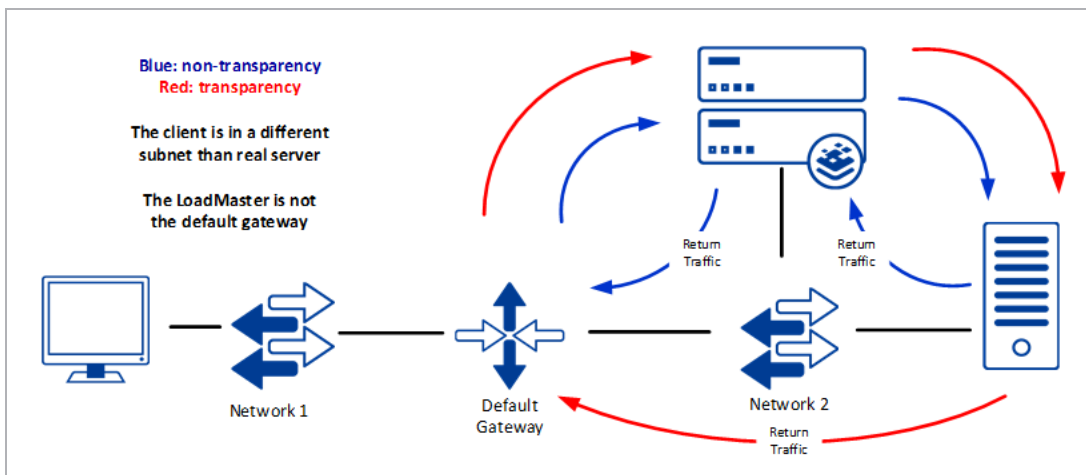 Blue: non-transparency
Red: transparency
The client is in a different
subnet than real server
The LoadMaster is not
the default gateway
Return
Traffic
Return
Traffic
Network 1
Default
Gateway
Network 2
Return
Traffic